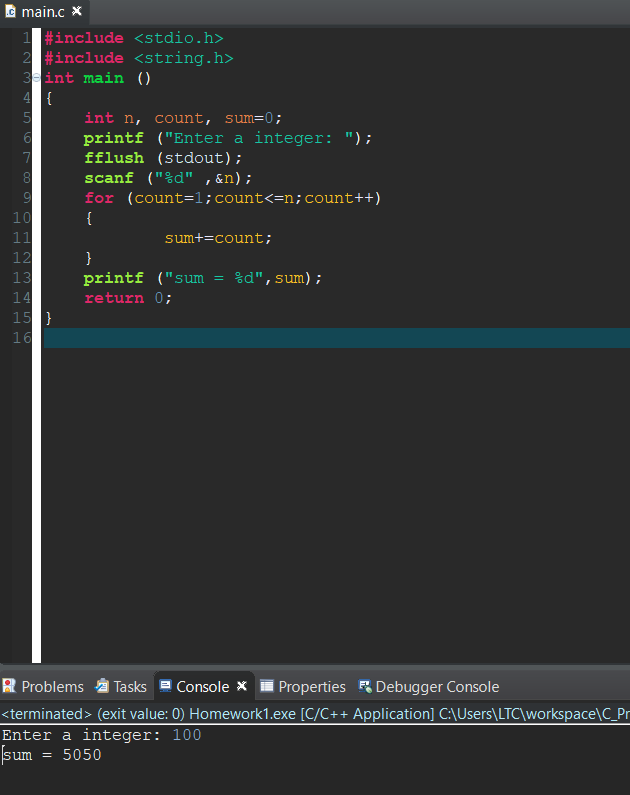 main.c
1 #include <stdio.h>
2 #include <string.h>
3 int main ()
4 {
5 int n, count, sum=0;
6 printf ("Enter a integer: ");
7 fflush (stdout);
8 scanf ("%d" ,&n);
9 for (count=1;count<=n;count++)
10 {
11 sum+=count;
12 }
13 printf ("sum = %d",sum);
14 return 0;
15 }
16
Problems Tasks Console Properties Debugger Console
<terminated> (exit value: 0) Homework1.exe [C/C++ Application] C:\Users\LTC\workspace\C_Pr
Enter a integer: 100
sum = 5050